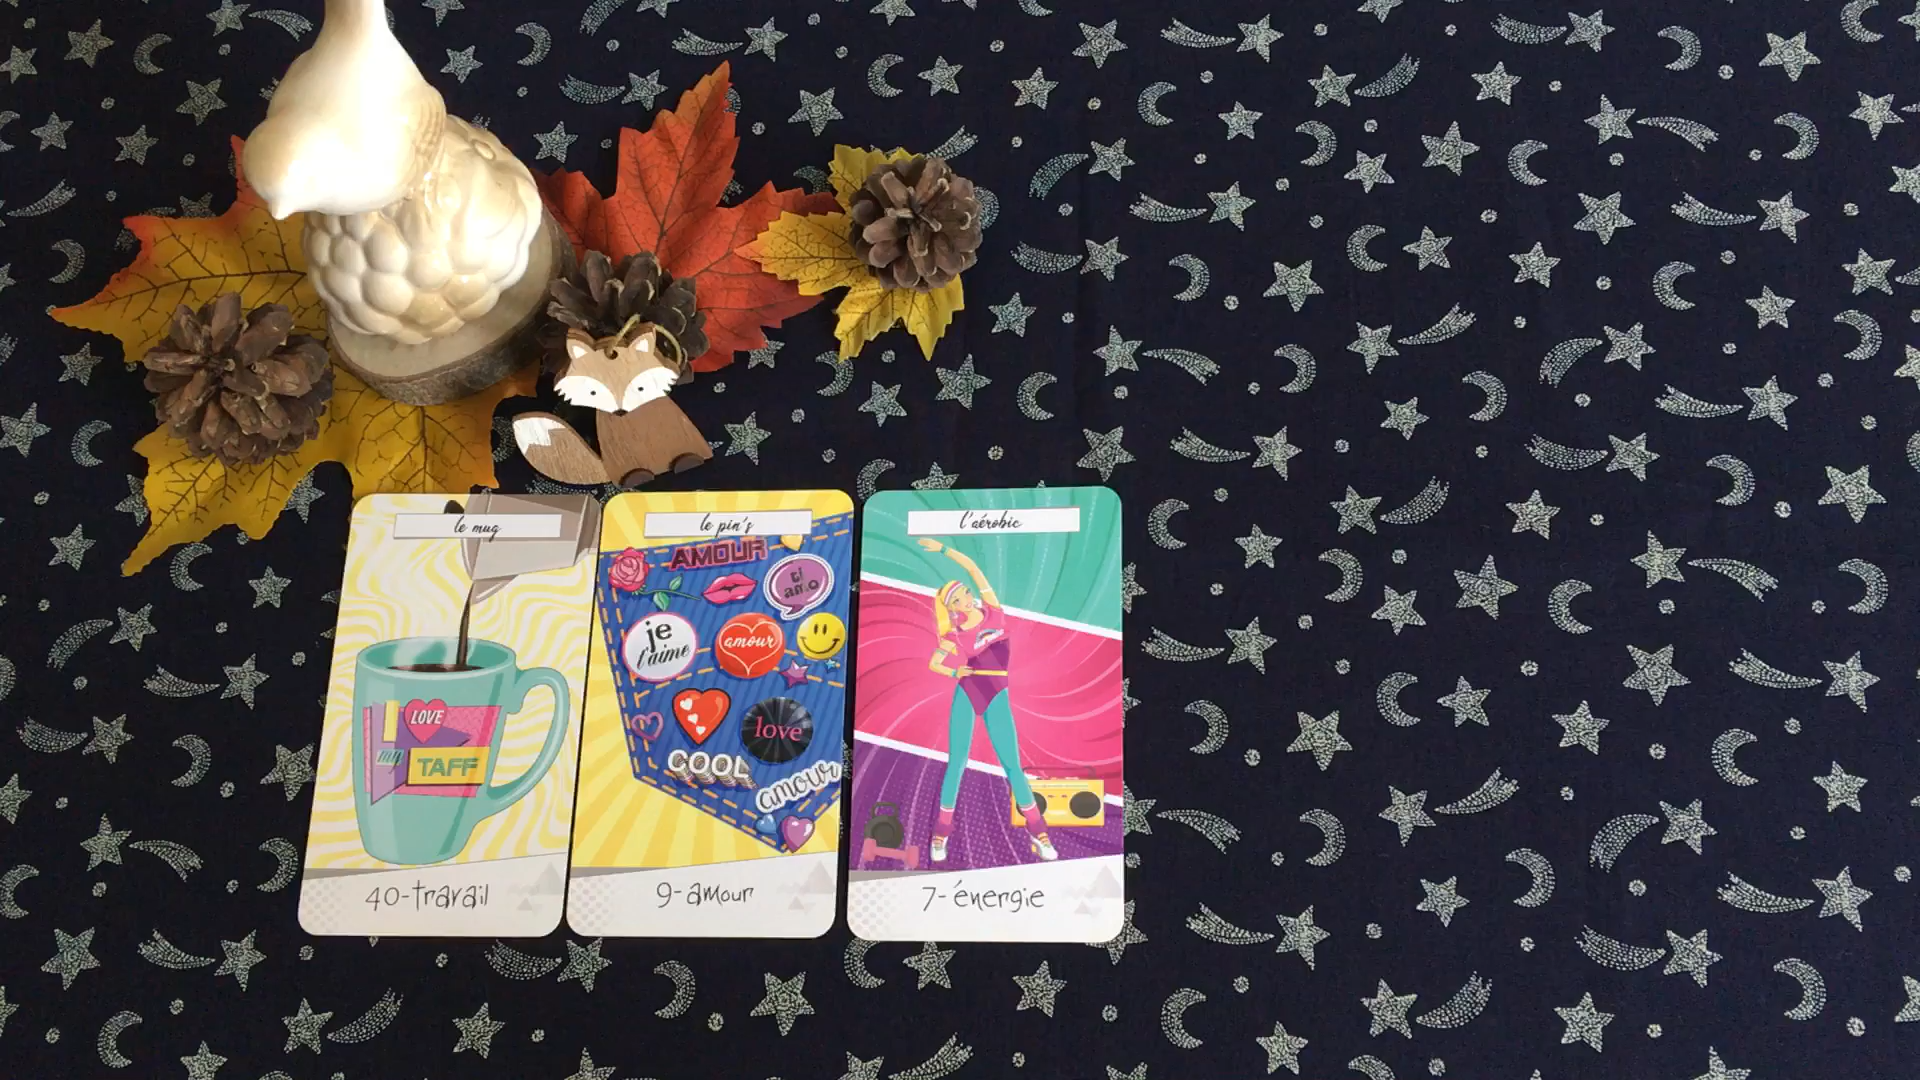 le mug
LOVE
my
TAFF
40-travail
le pin's
AMOUR
ti
amo
je
t'aime
amour
love
COOL
amour
9-amour
l'aérobic
7-énergie